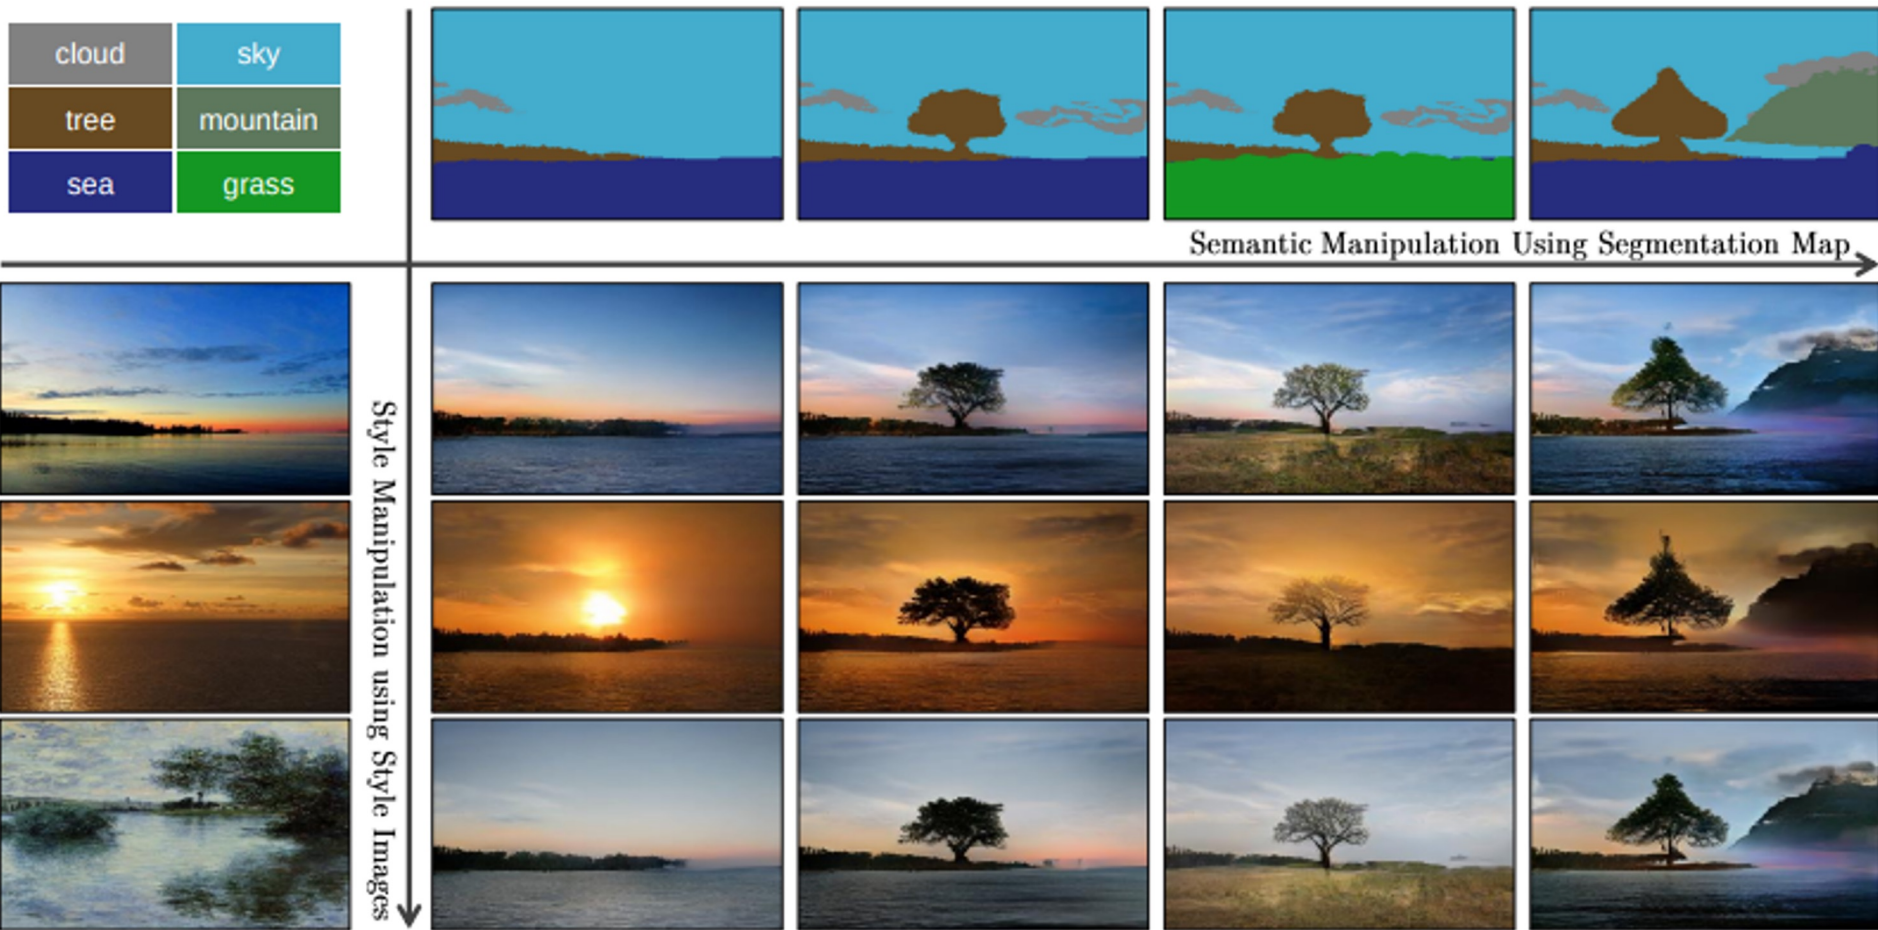 cloud sky
tree mountain
sea grass
Semantic Manipulation Using Segmentation Map
Style Manipulation using Style Images